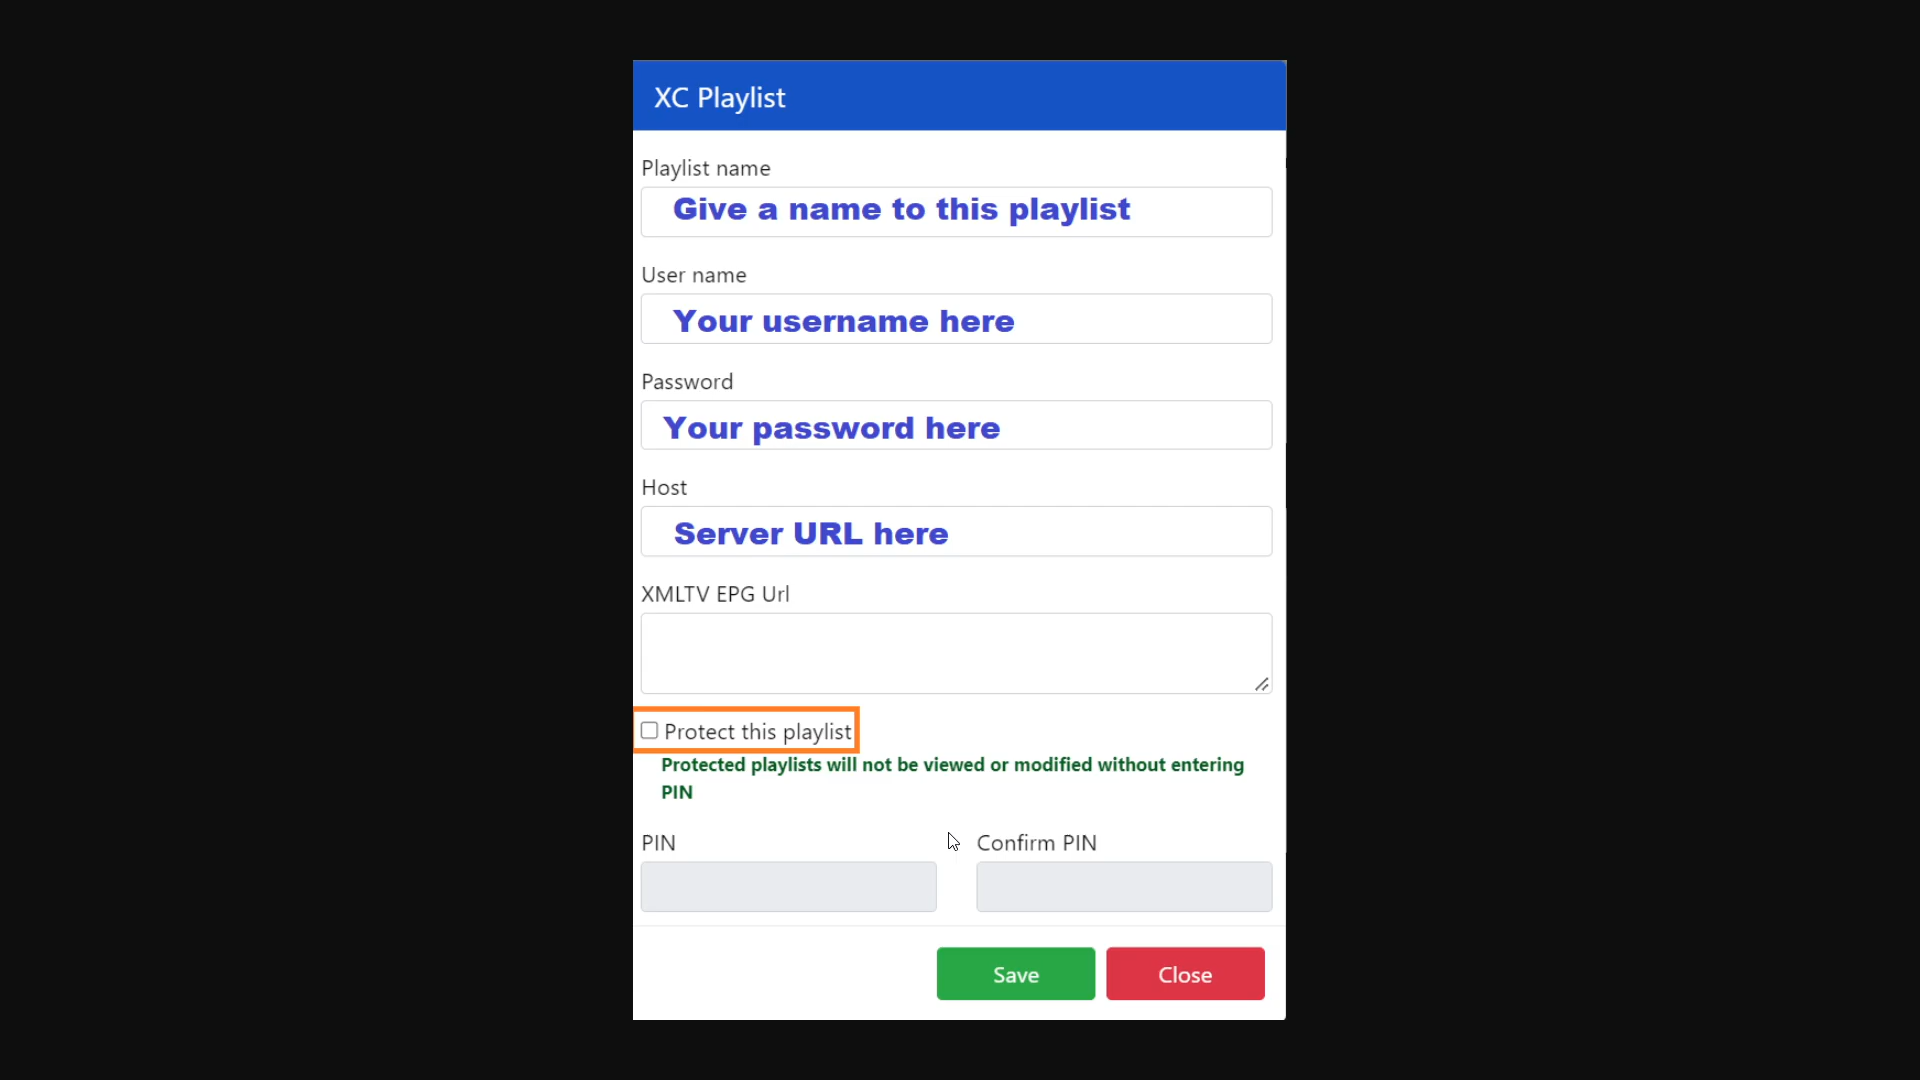 XC Playlist
Playlist name
Give a name to this playlist
User name
Your username here
Password
Your password here
Host
Server URL here
XMLTV EPG Url
Protect this playlist
Protected playlists will not be viewed or modified without entering
PIN
PIN
Confirm PIN
Save
Close